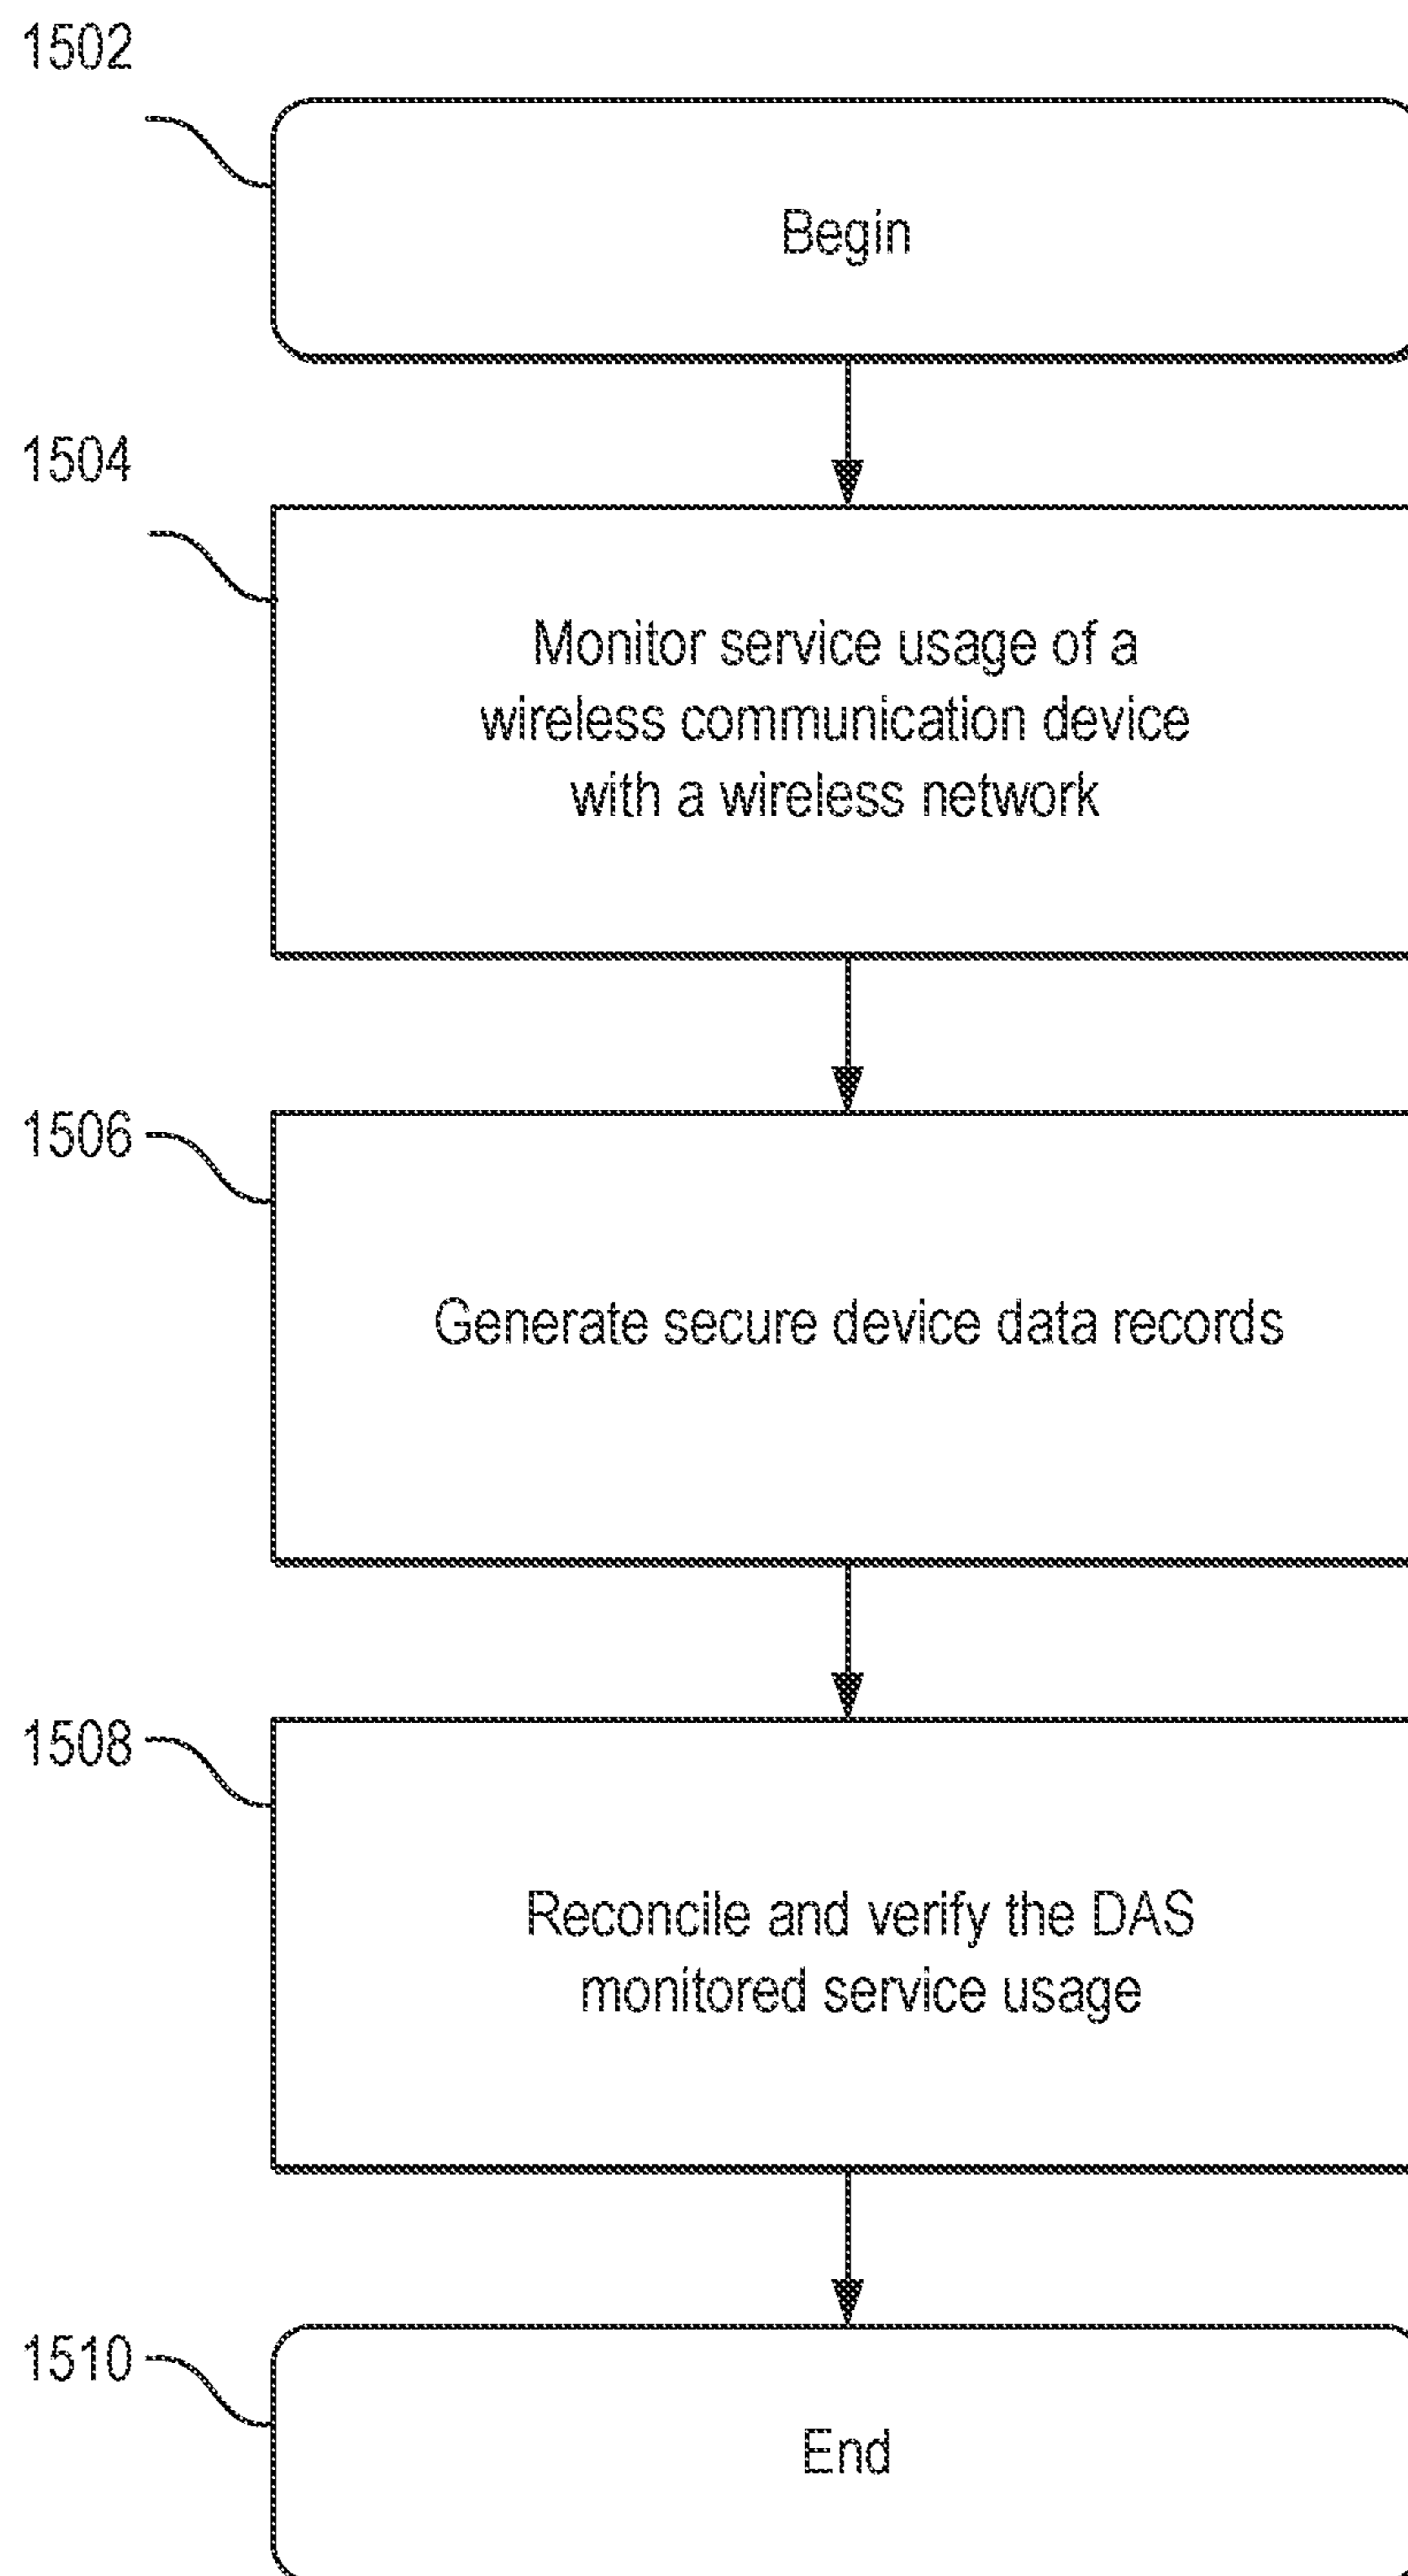 1502
Begin
1504
Monitor service usage of a
wireless communication device
with a wireless network
1506
Generate secure device data records
1508
Reconcile and verify the DAS
monitored service usage
1510
End